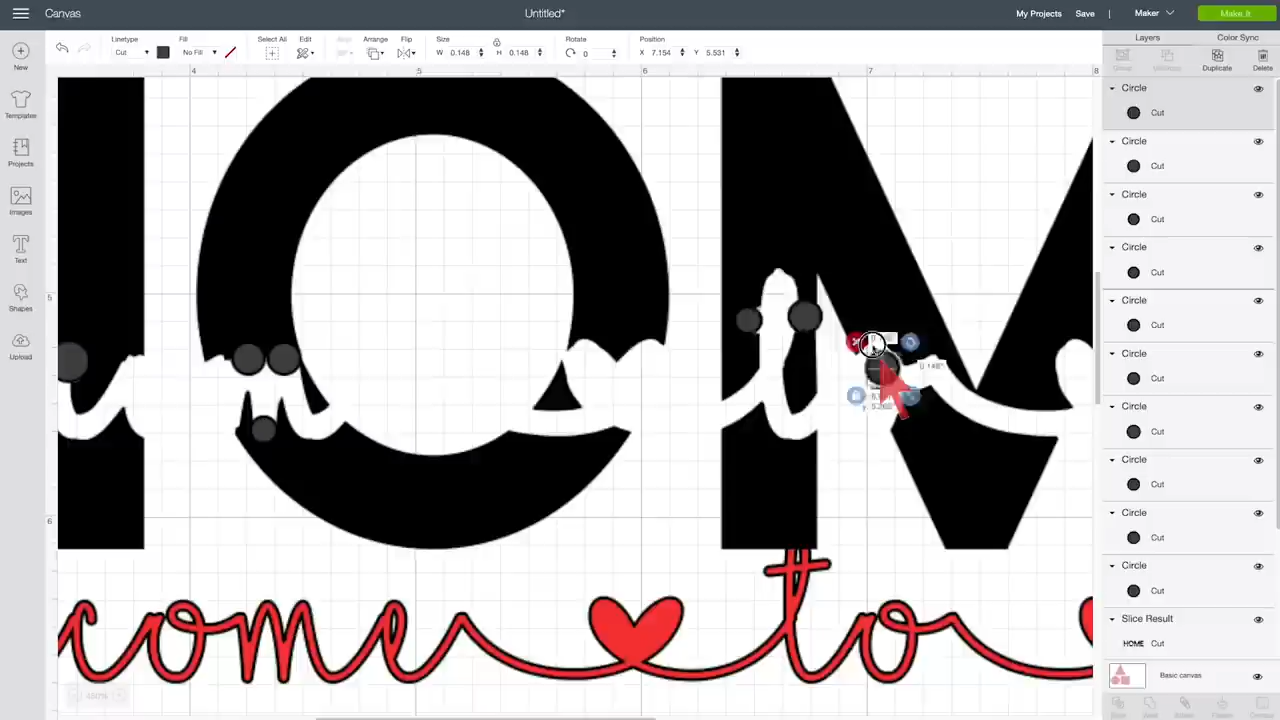 Canvas
Untitled*
My Projects
Save
|
Maker
Make It
Linetype
Cut
Fill
No Fill
Select All
Edit
Align
Arrange
Flip
Size
W 0.148
H 0.148
Rotate
0
Position
X 7.154
Y 5.531
Layers
Color Sync
New
Templates
Projects
Images
Text
Shapes
Upload
Group
Duplicate
Delete
4
5
6
7
8
5
6
HOM
come to
Circle
Cut
Circle
Cut
Circle
Cut
Circle
Cut
Circle
Cut
Circle
Cut
Circle
Cut
Circle
Cut
Circle
Cut
Circle
Cut
Slice Result
HOME Cut
Basic canvas